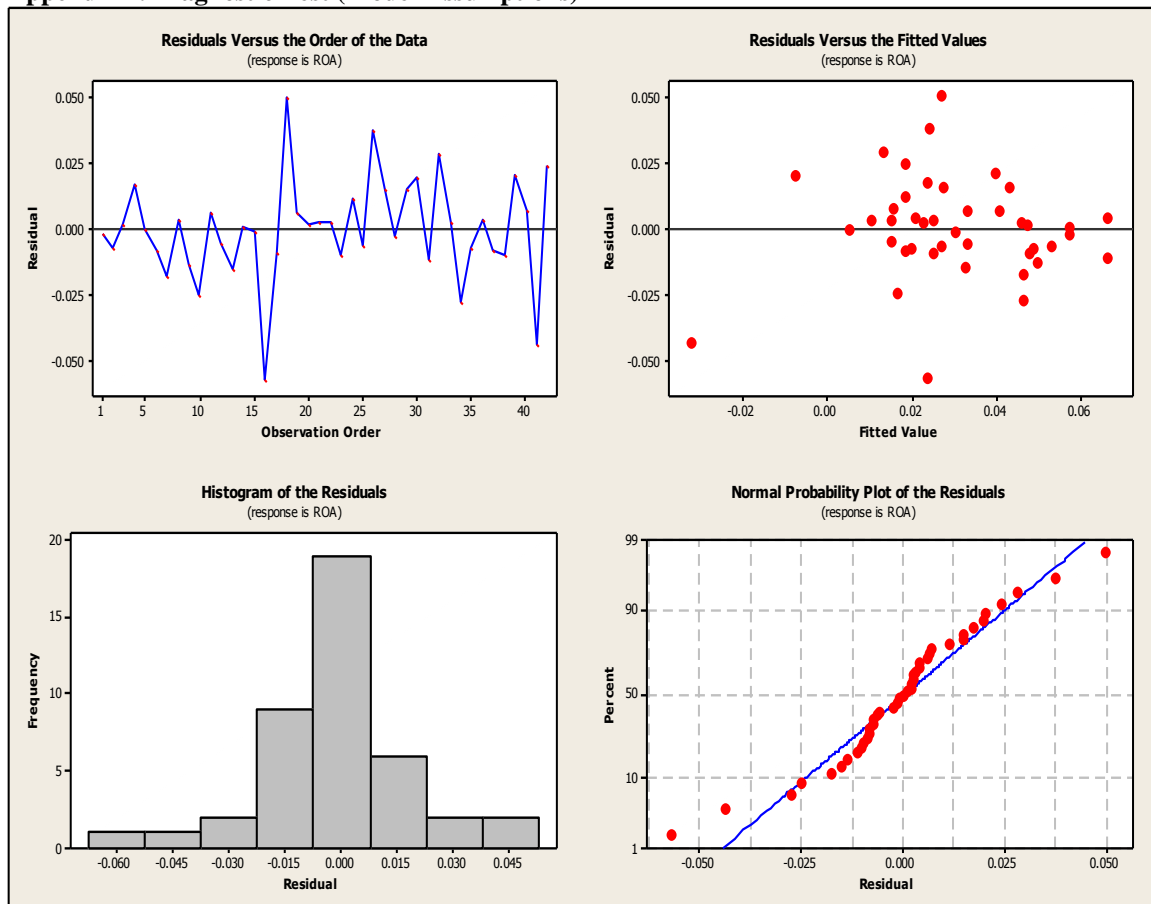 Residuals Versus the Order of the Data
(response is ROA)
Residual
0.050
0.025
0.000
-0.025
-0.050
1 5 10 15 20 25 30 35 40
Observation Order
Residuals Versus the Fitted Values
(response is ROA)
Residual
0.050
0.025
0.000
-0.025
-0.050
-0.02 0.00 0.02 0.04 0.06
Fitted Value
Histogram of the Residuals
(response is ROA)
Frequency
20
15
10
5
0
-0.060 -0.045 -0.030 -0.015 0.000 0.015 0.030 0.045
Residual
Normal Probability Plot of the Residuals
(response is ROA)
Percent
99
90
50
10
1
-0.050 -0.025 0.000 0.025 0.050
Residual